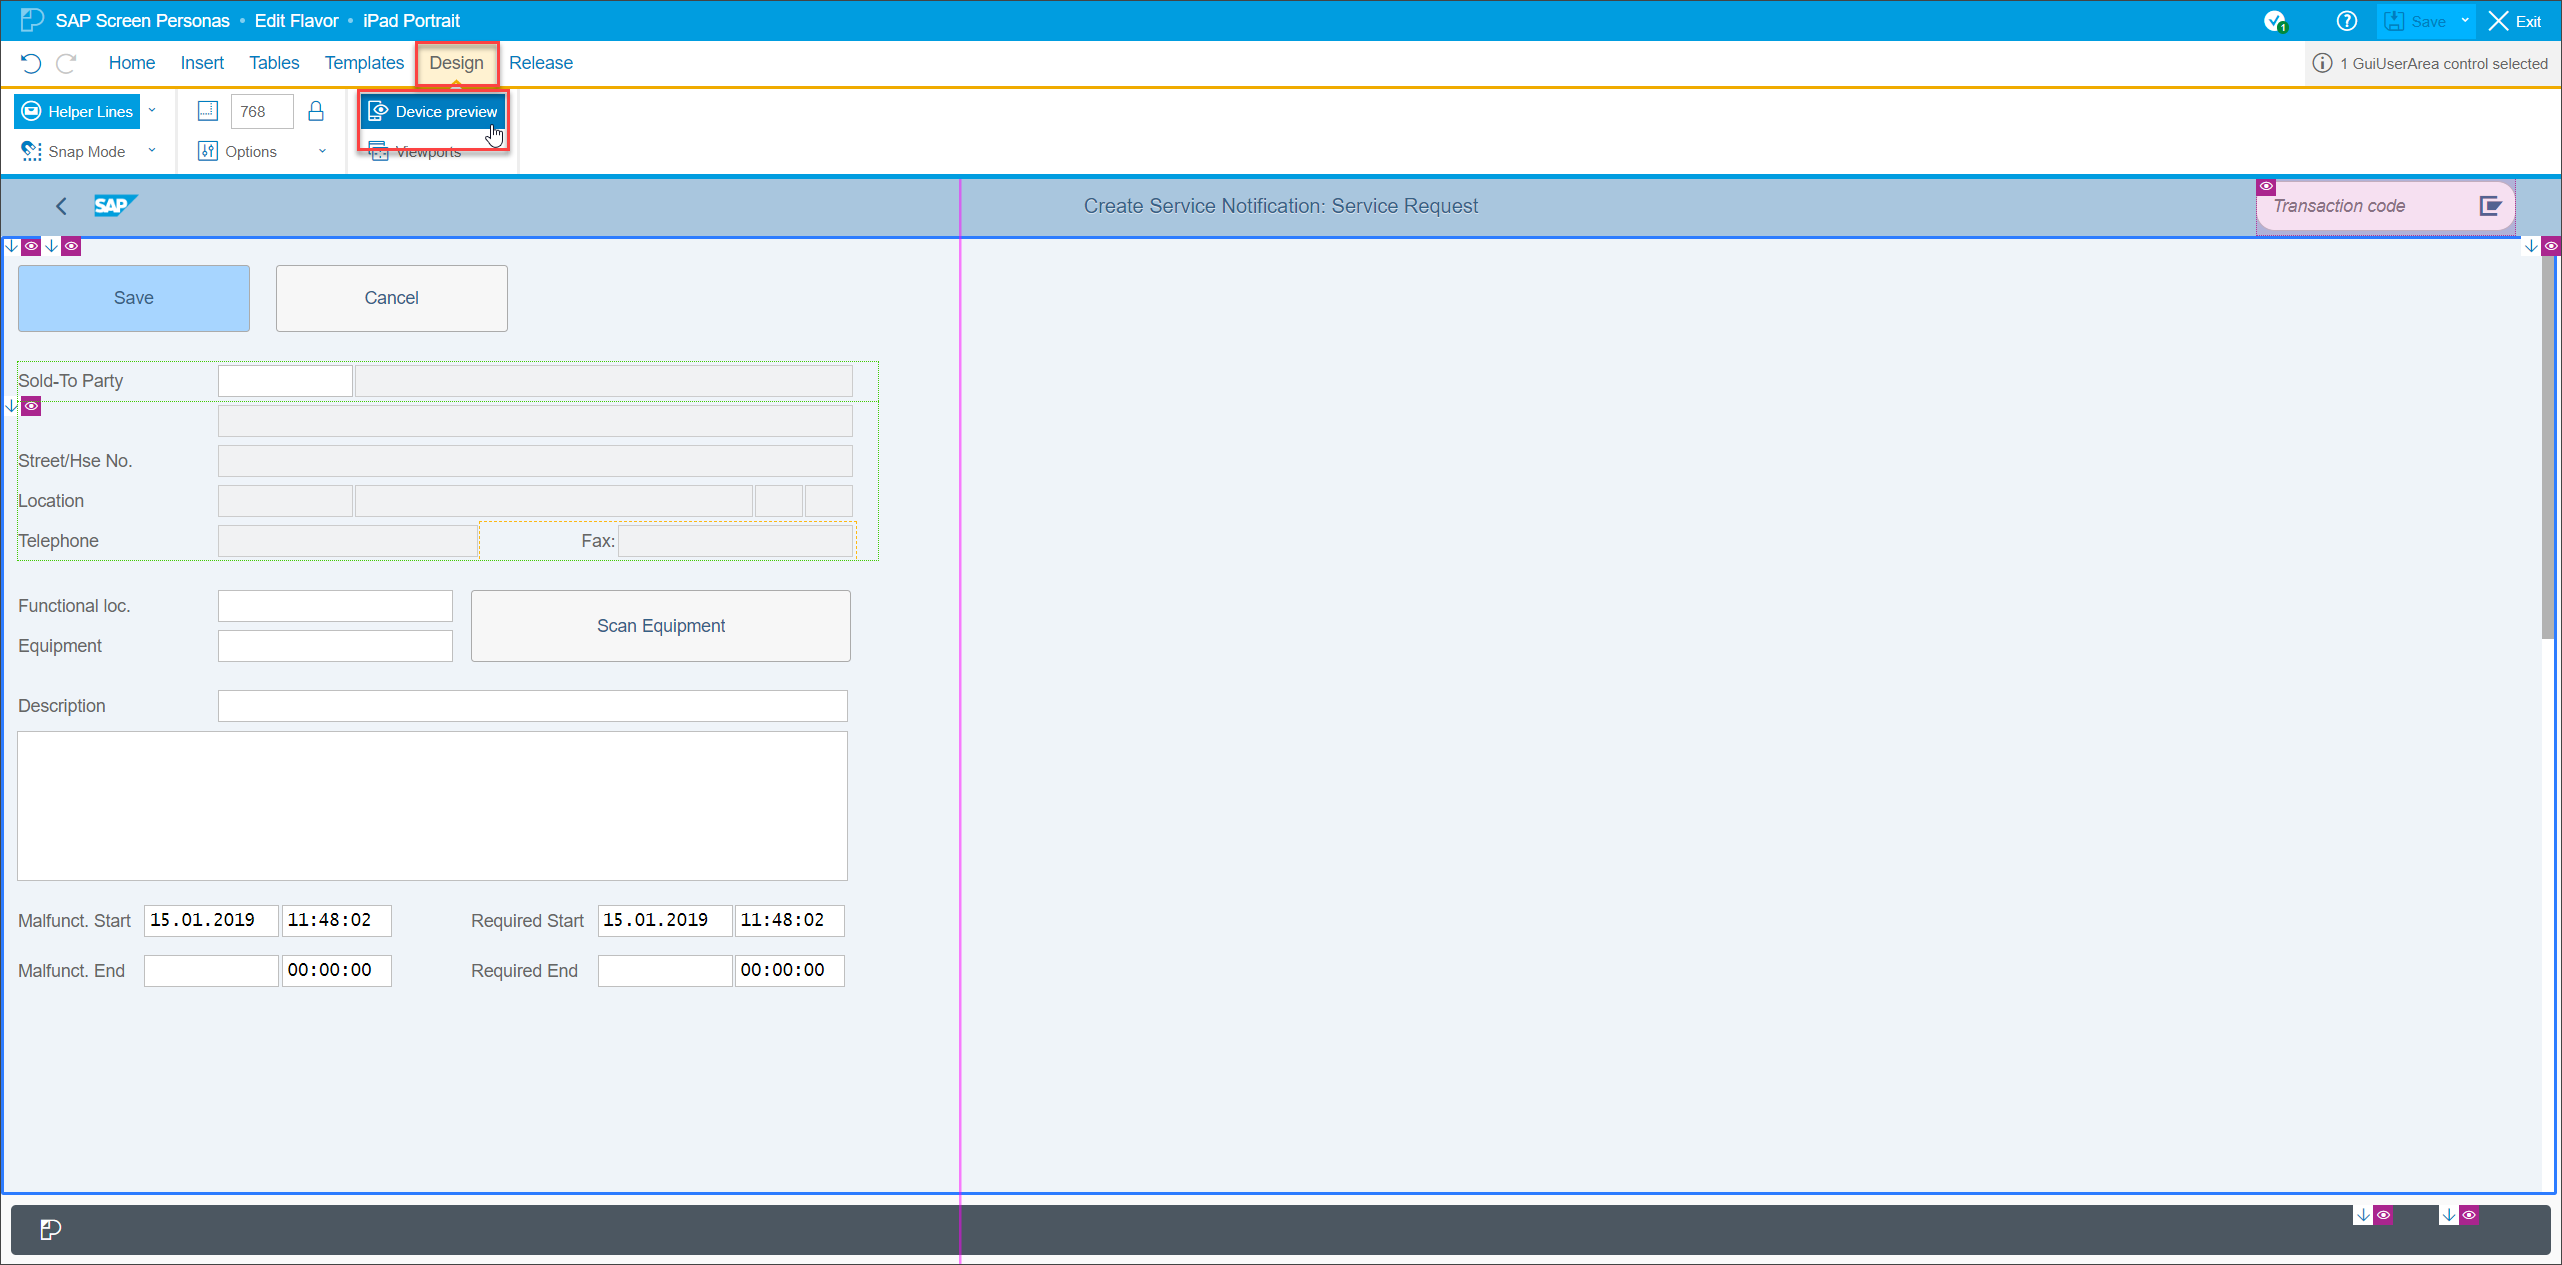 SAP Screen Personas • Edit Flavor • iPad Portrait
1
Save
Exit
Home Insert Tables Templates Design Release
1 GuiUserArea control selected
Helper Lines
768
Device preview
Snap Mode
Options
Viewports
SAP
Create Service Notification: Service Request
Transaction code
Save
Cancel
Sold-To Party
Street/Hse No.
Location
Telephone
Fax:
Functional loc.
Scan Equipment
Equipment
Description
Malfunct. Start 15.01.2019 11:48:02 Required Start 15.01.2019 11:48:02
Malfunct. End 00:00:00 Required End 00:00:00